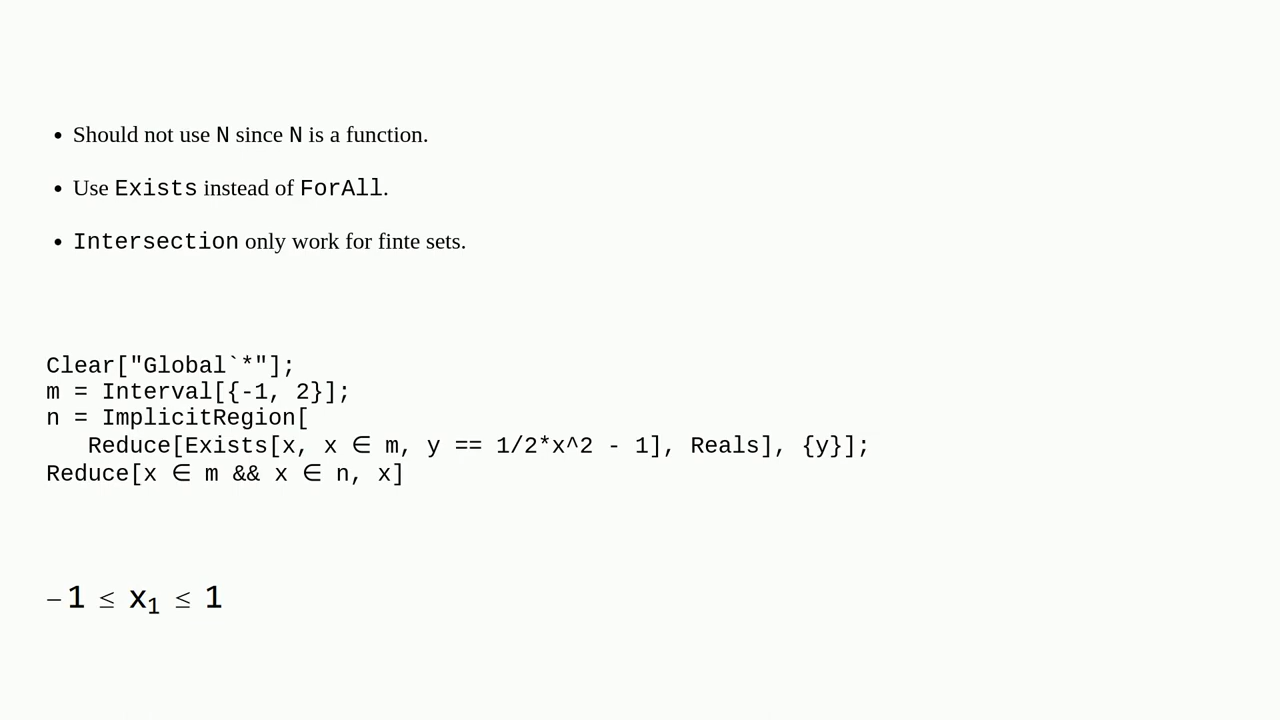 • Should not use N since N is a function.
• Use Exists instead of ForAll.
• Intersection only work for finte sets.
Clear["Global`*"];
m = Interval[{-1, 2}];
n = ImplicitRegion[
   Reduce[Exists[x, x ∈ m, y == 1/2*x^2 - 1], Reals], {y}];
Reduce[x ∈ m && x ∈ n, x]
−1 ≤ x₁ ≤ 1